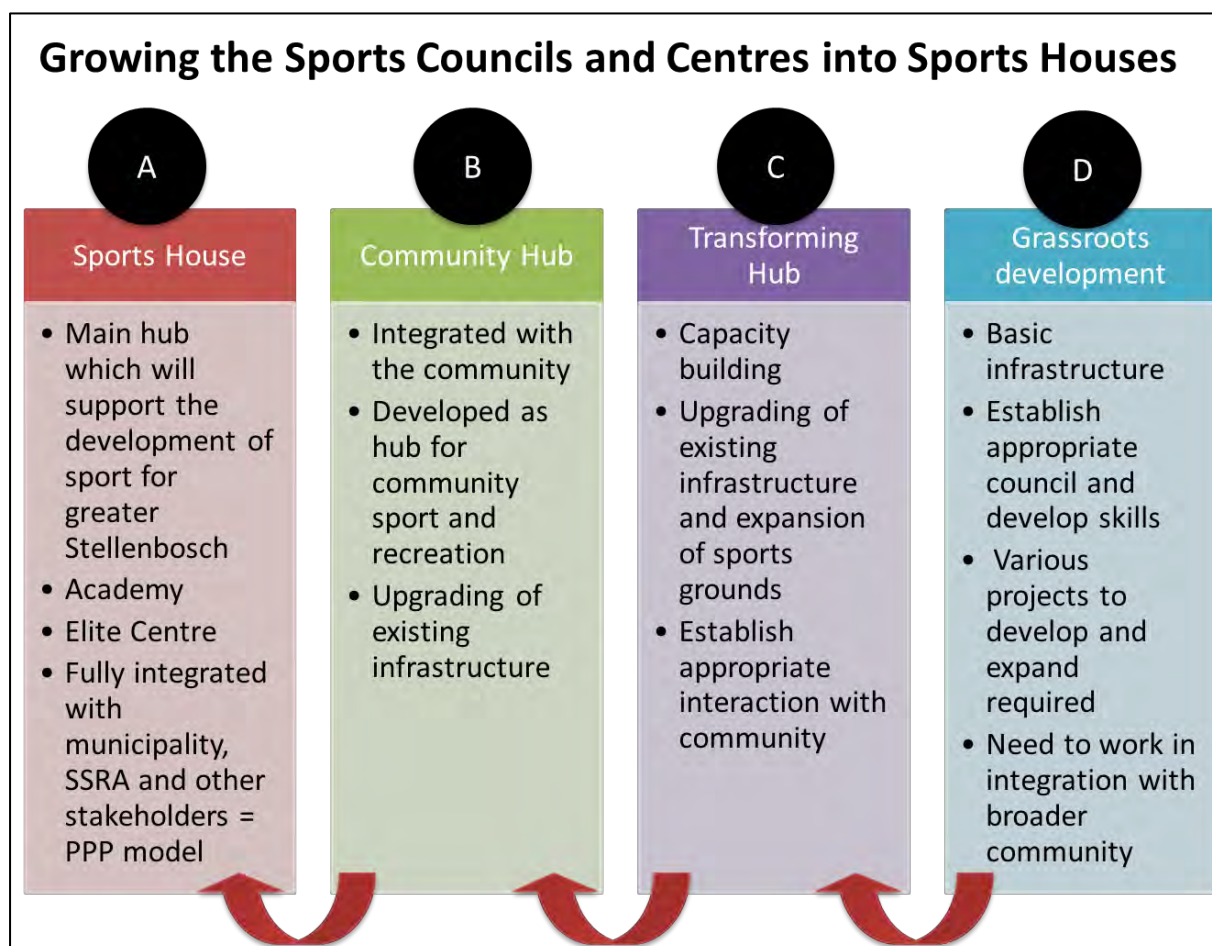 Growing the Sports Councils and Centres into Sports Houses
A
Sports House
• Main hub
which will
support the
development of
sport for
greater
Stellenbosch
• Academy
• Elite Centre
• Fully integrated
with
municipality,
SSRA and other
stakeholders =
PPP model
B
Community Hub
• Integrated with
the community
• Developed as
hub for
community
sport and
recreation
• Upgrading of
existing
infrastructure
C
Transforming
Hub
• Capacity
building
• Upgrading of
existing
infrastructure
and expansion
of sports
grounds
• Establish
appropriate
interaction with
community
D
Grassroots
development
• Basic
infrastructure
• Establish
appropriate
council and
develop skills
• Various
projects to
develop and
expand
required
• Need to work in
integration with
broader
community